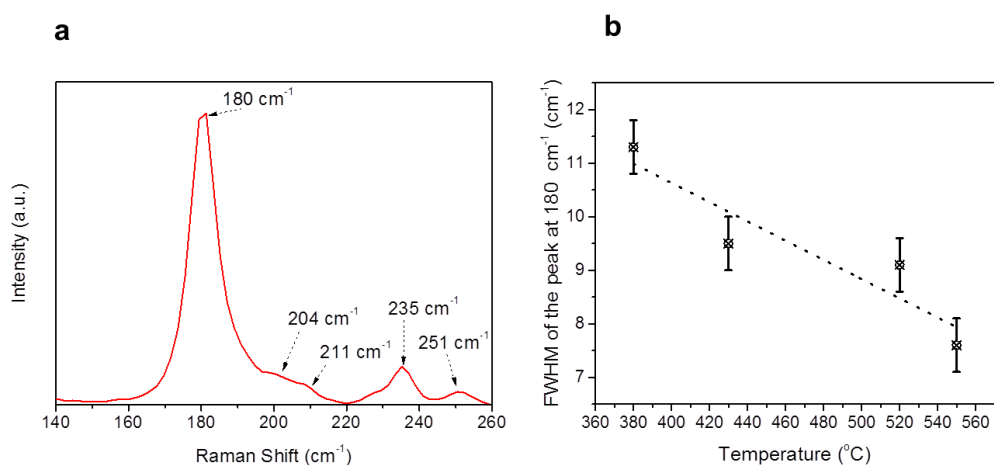 a
180 cm⁻¹
204 cm⁻¹
211 cm⁻¹
235 cm⁻¹
251 cm⁻¹
Intensity (a.u.)
140 160 180 200 220 240 260
Raman Shift (cm⁻¹)
b
12
11
10
9
8
7
FWHM of the peak at 180 cm⁻¹ (cm⁻¹)
360 380 400 420 440 460 480 500 520 540 560
Temperature (°C)